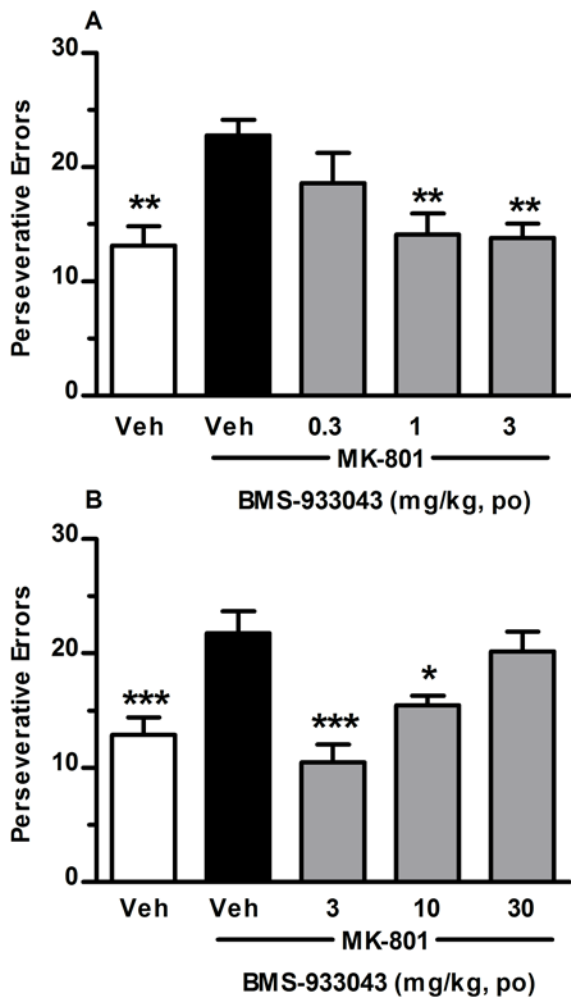 A
30
20
10
0
Perseverative Errors
**
**
**
Veh Veh 0.3 1 3
MK-801
BMS-933043 (mg/kg, po)
B
30
20
10
0
Perseverative Errors
***
***
*
Veh Veh 3 10 30
MK-801
BMS-933043 (mg/kg, po)